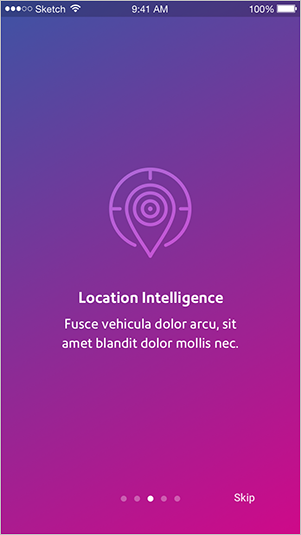 Sketch 9:41 AM 100%
Location Intelligence
Fusce vehicula dolor arcu, sit
amet blandit dolor mollis nec.
Skip